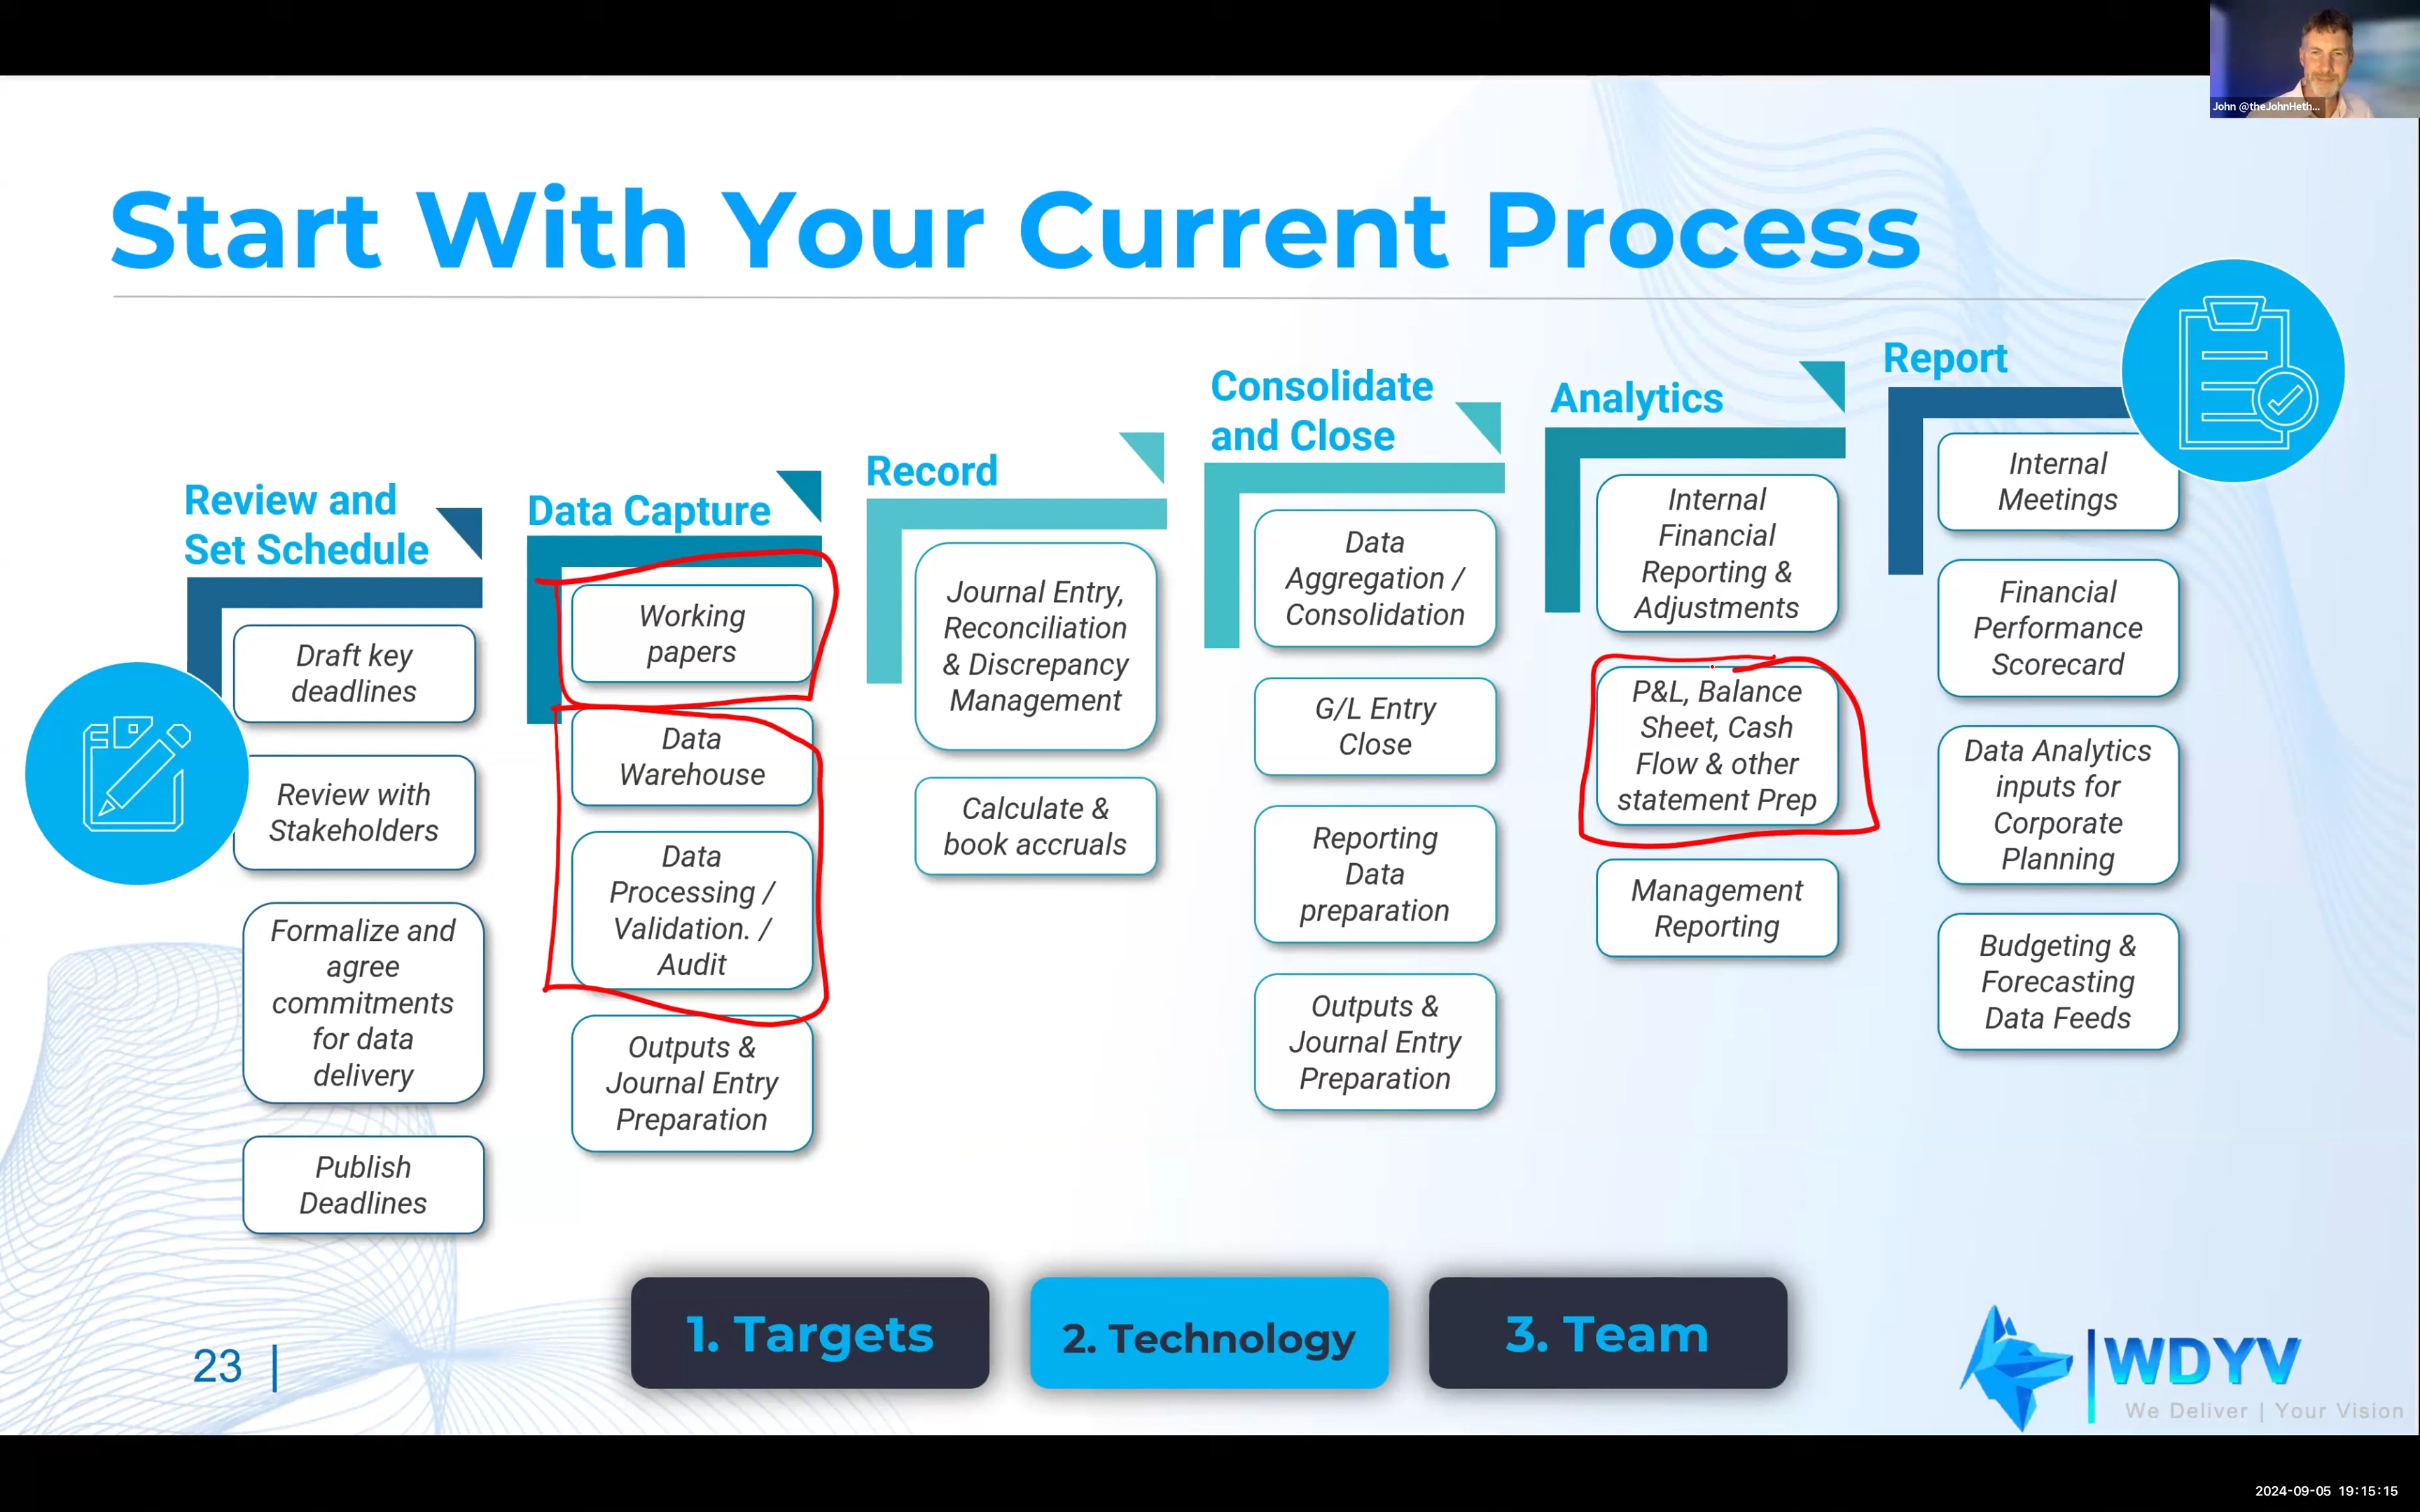 John @theJohnHeth...
Start With Your Current Process
Review and
Set Schedule
Draft key
deadlines
Review with
Stakeholders
Formalize and
agree
commitments
for data
delivery
Publish
Deadlines
Data Capture
Working
papers
Data
Warehouse
Data
Processing /
Validation. /
Audit
Outputs &
Journal Entry
Preparation
Record
Journal Entry,
Reconciliation
& Discrepancy
Management
Calculate &
book accruals
Consolidate
and Close
Data
Aggregation /
Consolidation
G/L Entry
Close
Reporting
Data
preparation
Outputs &
Journal Entry
Preparation
Analytics
Internal
Financial
Reporting &
Adjustments
P&L, Balance
Sheet, Cash
Flow & other
statement Prep
Management
Reporting
Report
Internal
Meetings
Financial
Performance
Scorecard
Data Analytics
inputs for
Corporate
Planning
Budgeting &
Forecasting
Data Feeds
1. Targets
2. Technology
3. Team
23
WDYV
We Deliver | Your Vision
2024-09-05 19:15:15